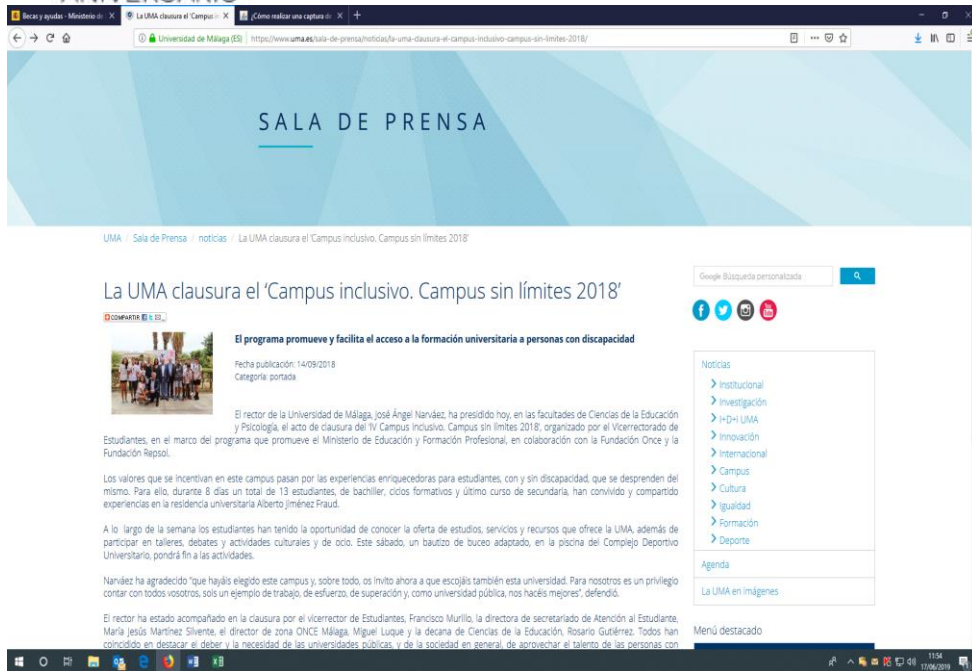 ANIVERSARIO
Becas y ayudas - Ministerio de
La UMA clausura el 'Campus in
¿Cómo realizar una captura de
Universidad de Málaga (ES) https://www.uma.es/sala-de-prensa/noticias/la-uma-clausura-el-campus-inclusivo-campus-sin-limites-2018/
SALA DE PRENSA
UMA / Sala de Prensa / noticias / La UMA clausura el 'Campus inclusivo. Campus sin límites 2018'
La UMA clausura el 'Campus inclusivo. Campus sin límites 2018'
COMPARTIR
El programa promueve y facilita el acceso a la formación universitaria a personas con discapacidad
Fecha publicación: 14/09/2018
Categoría: portada
El rector de la Universidad de Málaga, José Ángel Narváez, ha presidido hoy, en las facultades de Ciencias de la Educación
y Psicología, el acto de clausura del 'IV Campus inclusivo. Campus sin límites 2018', organizado por el Vicerrectorado de
Estudiantes, en el marco del programa que promueve el Ministerio de Educación y Formación Profesional, en colaboración con la Fundación Once y la
Fundación Repsol.
Los valores que se incentivan en este campus pasan por las experiencias enriquecedoras para estudiantes, con y sin discapacidad, que se desprenden del
mismo. Para ello, durante 8 días un total de 13 estudiantes, de bachiller, ciclos formativos y último curso de secundaria, han convivido y compartido
experiencias en la residencia universitaria Alberto Jiménez Fraud.
A lo largo de la semana los estudiantes han tenido la oportunidad de conocer la oferta de estudios, servicios y recursos que ofrece la UMA, además de
participar en talleres, debates y actividades culturales y de ocio. Este sábado, un bautizo de buceo adaptado, en la piscina del Complejo Deportivo
Universitario, pondrá fin a las actividades.
Narváez ha agradecido "que hayáis elegido este campus y, sobre todo, os invito ahora a que escojáis también esta universidad. Para nosotros es un privilegio
contar con todos vosotros, sois un ejemplo de trabajo, de esfuerzo, de superación y, como universidad pública, nos hacéis mejores", defendió.
El rector ha estado acompañado en la clausura por el vicerrector de Estudiantes, Francisco Murillo, la directora de secretariado de Atención al Estudiante,
María Jesús Martínez Silvente, el director de zona ONCE Málaga, Miguel Luque y la decana de Ciencias de la Educación, Rosario Gutiérrez. Todos han
coincidido en destacar el deber y la necesidad de las universidades públicas, y de la sociedad en general, de aprovechar el talento de las personas con
Google Búsqueda personalizada
Noticias
Institucional
Investigación
I+D+i UMA
Innovación
Internacional
Campus
Cultura
Igualdad
Formación
Deporte
Agenda
La UMA en imágenes
Menú destacado
11:54
17/06/2019